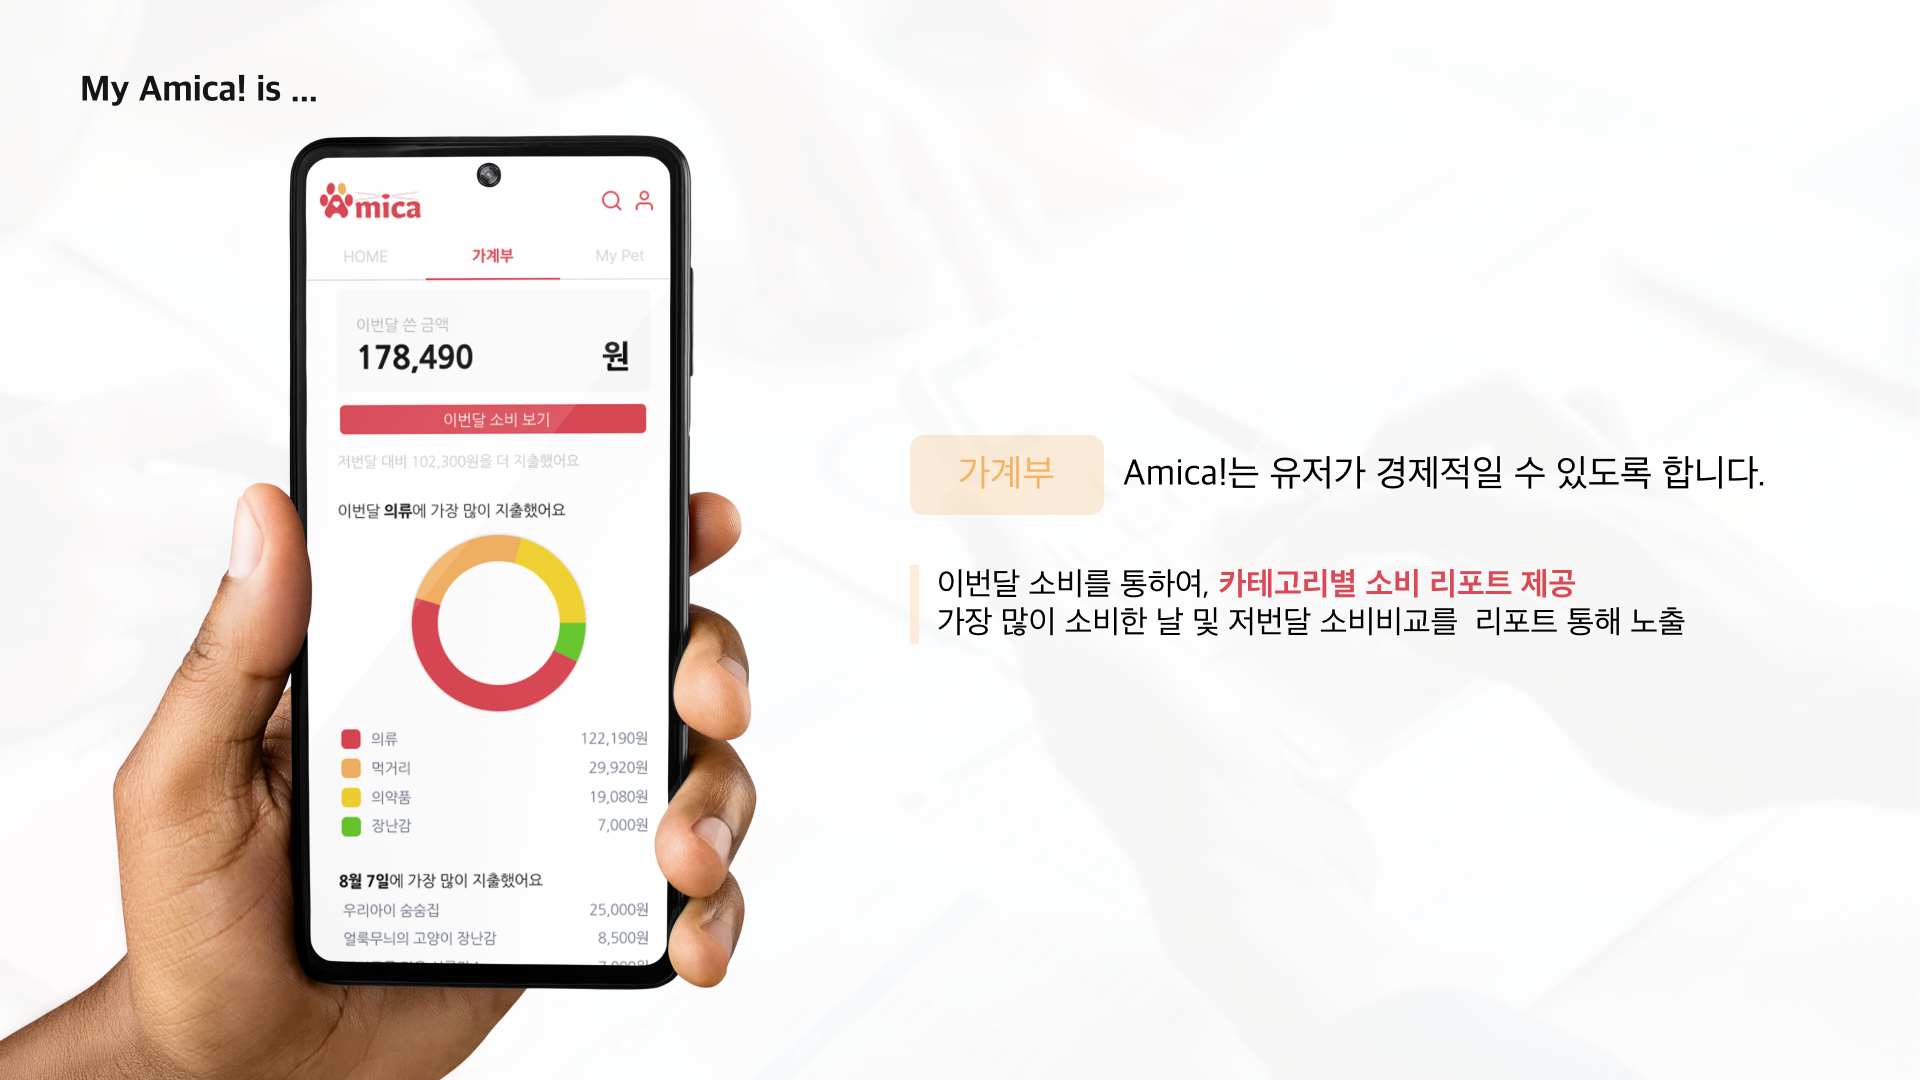 My Amica! is ...
Amica
HOME 가계부 My Pet
이번달 쓴 금액
178,490 원
이번달 소비 보기
저번달 대비 102,300원을 더 지출했어요
이번달 의류에 가장 많이 지출했어요
의류 122,190원
먹거리 29,920원
의약품 19,080원
장난감 7,000원
8월 7일에 가장 많이 지출했어요
우리아이 숨숨집 25,000원
얼룩무늬의 고양이 장난감 8,500원
7,000원
가계부 Amica!는 유저가 경제적일 수 있도록 합니다.
이번달 소비를 통하여, 카테고리별 소비 리포트 제공
가장 많이 소비한 날 및 저번달 소비비교를 리포트 통해 노출